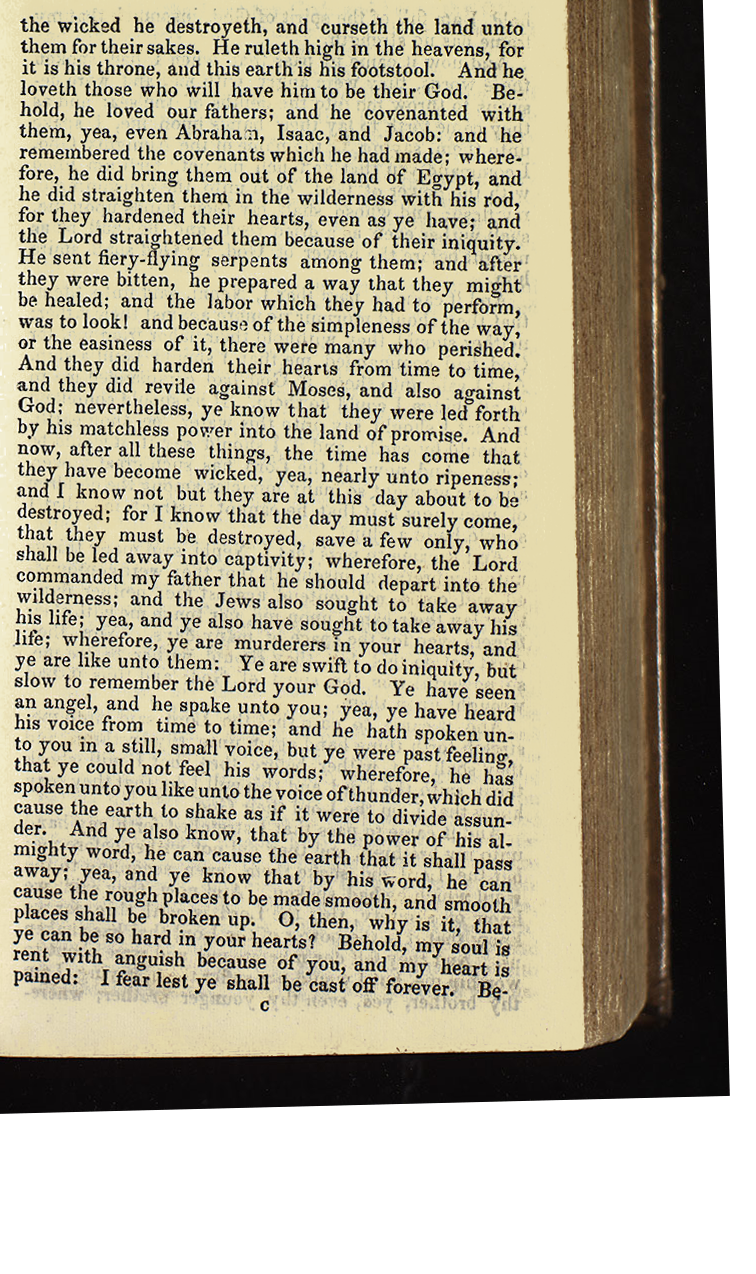 the wicked he destroyeth, and curseth the land unto
them for their sakes. He ruleth high in the heavens, for
it is his throne, and this earth is his footstool. And he
loveth those who will have him to be their God. Be-
hold, he loved our fathers; and he covenanted with
them, yea, even Abraham, Isaac, and Jacob: and he
remembered the covenants which he had made; where-
fore, he did bring them out of the land of Egypt, and
he did straighten them in the wilderness with his rod,
for they hardened their hearts, even as ye have; and
the Lord straightened them because of their iniquity.
He sent fiery-flying serpents among them; and after
they were bitten, he prepared a way that they might
be healed; and the labor which they had to perform,
was to look! and because of the simpleness of the way,
or the easiness of it, there were many who perished.
And they did harden their hearts from time to time,
and they did revile against Moses, and also against
God; nevertheless, ye know that they were led forth
by his matchless power into the land of promise. And
now, after all these things, the time has come that
they have become wicked, yea, nearly unto ripeness;
and I know not but they are at this day about to be
destroyed; for I know that the day must surely come,
that they must be destroyed, save a few only, who
shall be led away into captivity; wherefore, the Lord
commanded my father that he should depart into the
wilderness; and the Jews also sought to take away
his life; yea, and ye also have sought to take away his
life; wherefore, ye are murderers in your hearts, and
ye are like unto them: Ye are swift to do iniquity, but
slow to remember the Lord your God. Ye have seen
an angel, and he spake unto you; yea, ye have heard
his voice from time to time; and he hath spoken un-
to you in a still, small voice, but ye were past feeling,
that ye could not feel his words; wherefore, he has
spoken unto you like unto the voice of thunder, which did
cause the earth to shake as if it were to divide assun-
der. And ye also know, that by the power of his al-
mighty word, he can cause the earth that it shall pass
away; yea, and ye know that by his word, he can
cause the rough places to be made smooth, and smooth
places shall be broken up. O, then, why is it, that
ye can be so hard in your hearts? Behold, my soul is
rent with anguish because of you, and my heart is
pained: I fear lest ye shall be cast off forever. Be-
C